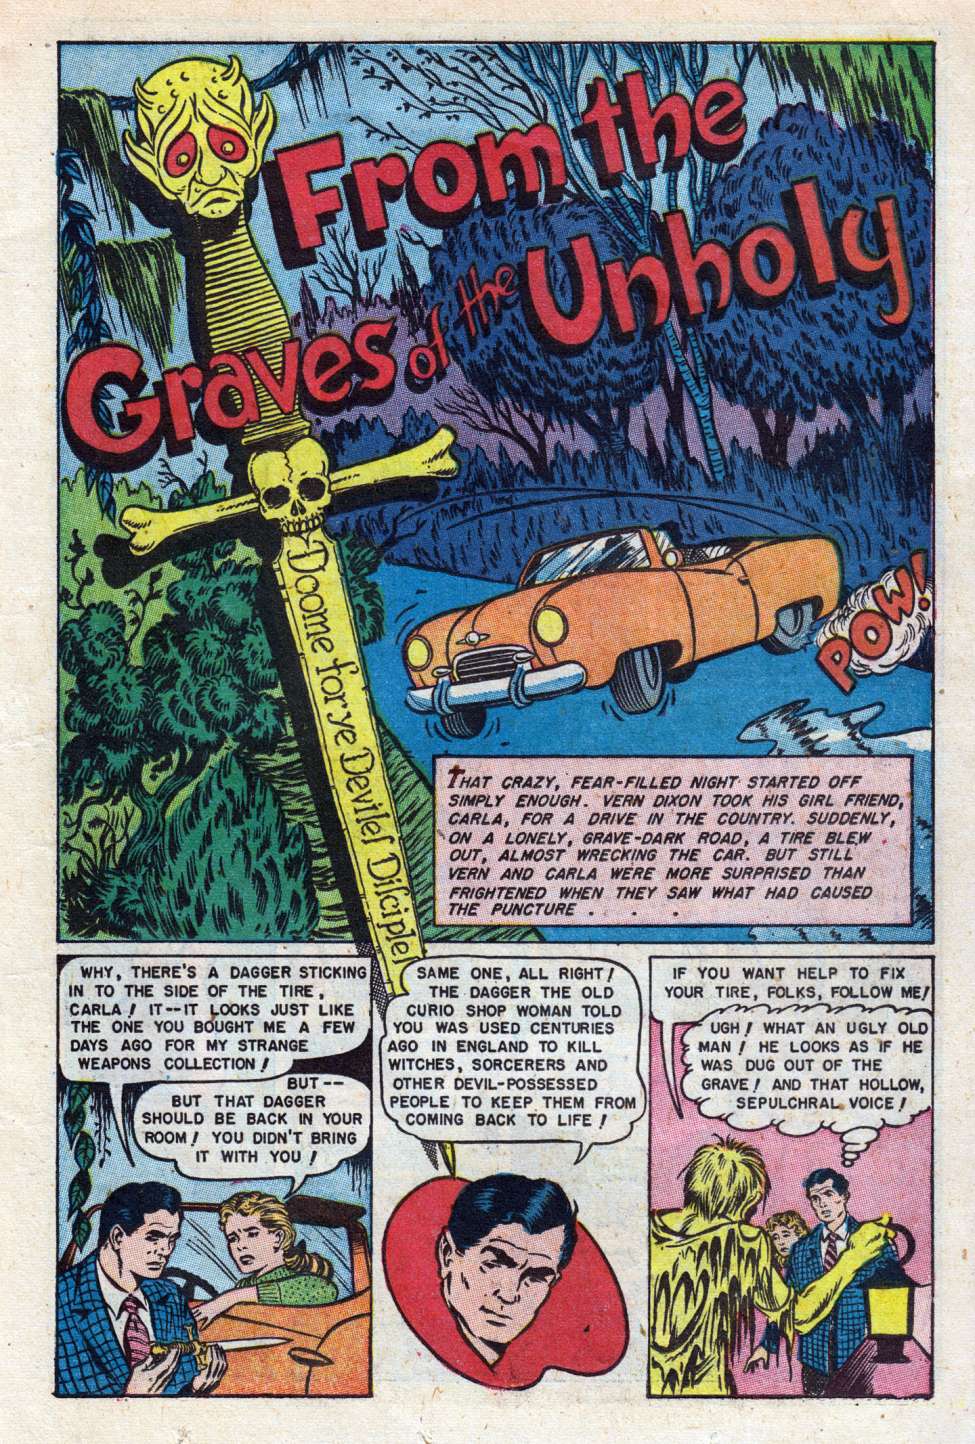 From the
Graves of the Unholy
Doome for ye Deviles Disciples
POW!
THAT CRAZY, FEAR-FILLED NIGHT STARTED OFF
SIMPLY ENOUGH. VERN DIXON TOOK HIS GIRL FRIEND,
CARLA, FOR A DRIVE IN THE COUNTRY. SUDDENLY,
ON A LONELY, GRAVE-DARK ROAD, A TIRE BLEW
OUT, ALMOST WRECKING THE CAR. BUT STILL
VERN AND CARLA WERE MORE SURPRISED THAN
FRIGHTENED WHEN THEY SAW WHAT HAD CAUSED
THE PUNCTURE . . . .
WHY, THERE'S A DAGGER STICKING
IN TO THE SIDE OF THE TIRE,
CARLA! IT--IT LOOKS JUST LIKE
THE ONE YOU BOUGHT ME A FEW
DAYS AGO FOR MY STRANGE
WEAPONS COLLECTION!
BUT--
BUT THAT DAGGER
SHOULD BE BACK IN YOUR
ROOM! YOU DIDN'T BRING
IT WITH YOU!
SAME ONE, ALL RIGHT!
THE DAGGER THE OLD
CURIO SHOP WOMAN TOLD
YOU WAS USED CENTURIES
AGO IN ENGLAND TO KILL
WITCHES, SORCERERS AND
OTHER DEVIL-POSSESSED
PEOPLE TO KEEP THEM FROM
COMING BACK TO LIFE!
IF YOU WANT HELP TO FIX
YOUR TIRE, FOLKS, FOLLOW ME!
UGH! WHAT AN UGLY OLD
MAN! HE LOOKS AS IF HE
WAS DUG OUT OF THE
GRAVE! AND THAT HOLLOW,
SEPULCHRAL VOICE!